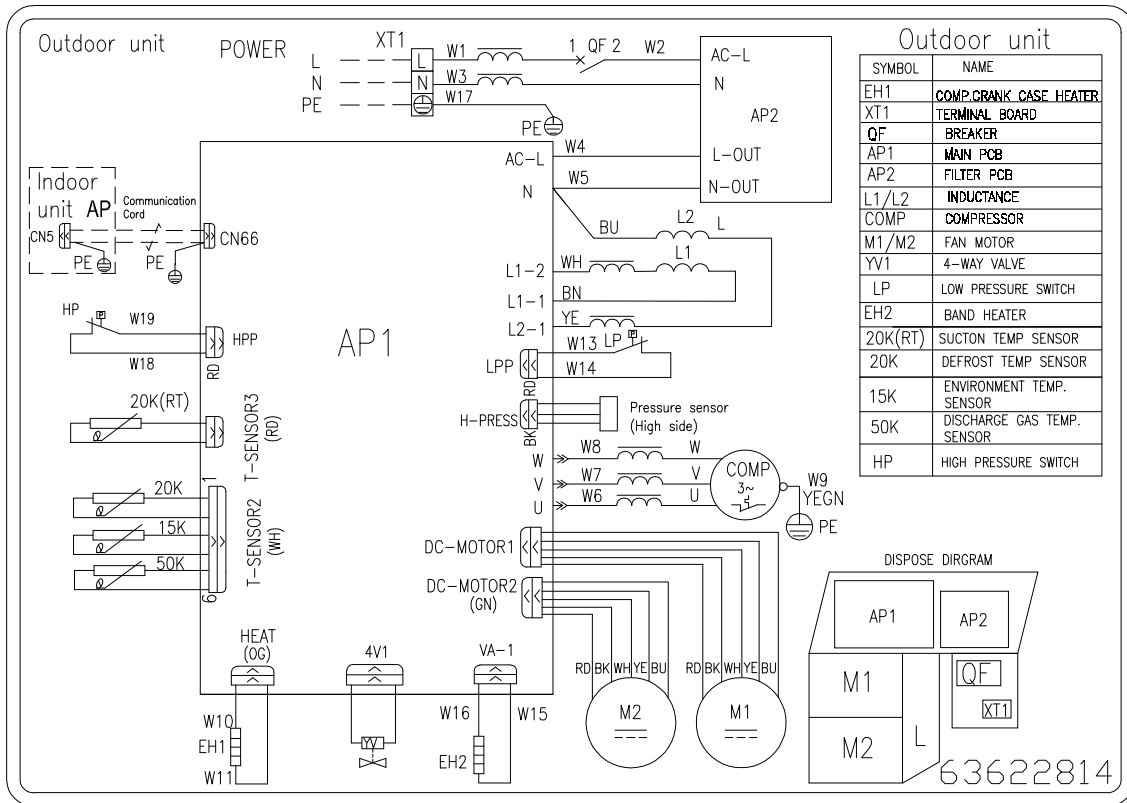 Outdoor unit
POWER
XT1
L
L
W1
1 QF 2
W2
AC-L
N
N
W3
N
PE
W17
AP2
PE
AC-L
W4
L-OUT
N
W5
N-OUT
Indoor
unit AP
Communication
Cord
CN5
CN66
PE
PE
BU
L2
L
L1-2
WH
L1
L1-1
BN
L2-1
YE
AP1
HP
P
W19
HPP
W18
RD
LPP
W13
LP
P
W14
RD
20K(RT)
T-SENSOR3
(RD)
H-PRESS
BK
Pressure sensor
(High side)
W
W8
W
V
W7
V
U
W6
U
COMP
3~
W9
YEGN
PE
1
20K
15K
50K
6
T-SENSOR2
(WH)
DC-MOTOR1
DC-MOTOR2
(GN)
HEAT
(OG)
4V1
VA-1
W10
EH1
W11
YV
W16
W15
EH2
RD BK WH YE BU
M2
RD BK WH YE BU
M1
Outdoor unit
SYMBOL NAME
EH1 COMP.CRANK CASE HEATER
XT1 TERMINAL BOARD
QF BREAKER
AP1 MAIN PCB
AP2 FILTER PCB
L1/L2 INDUCTANCE
COMP COMPRESSOR
M1/M2 FAN MOTOR
YV1 4-WAY VALVE
LP LOW PRESSURE SWITCH
EH2 BAND HEATER
20K(RT) SUCTON TEMP SENSOR
20K DEFROST TEMP SENSOR
15K ENVIRONMENT TEMP.
SENSOR
50K DISCHARGE GAS TEMP.
SENSOR
HP HIGH PRESSURE SWITCH
DISPOSE DIRGRAM
AP1
AP2
M1
QF
XT1
M2
L
63622814